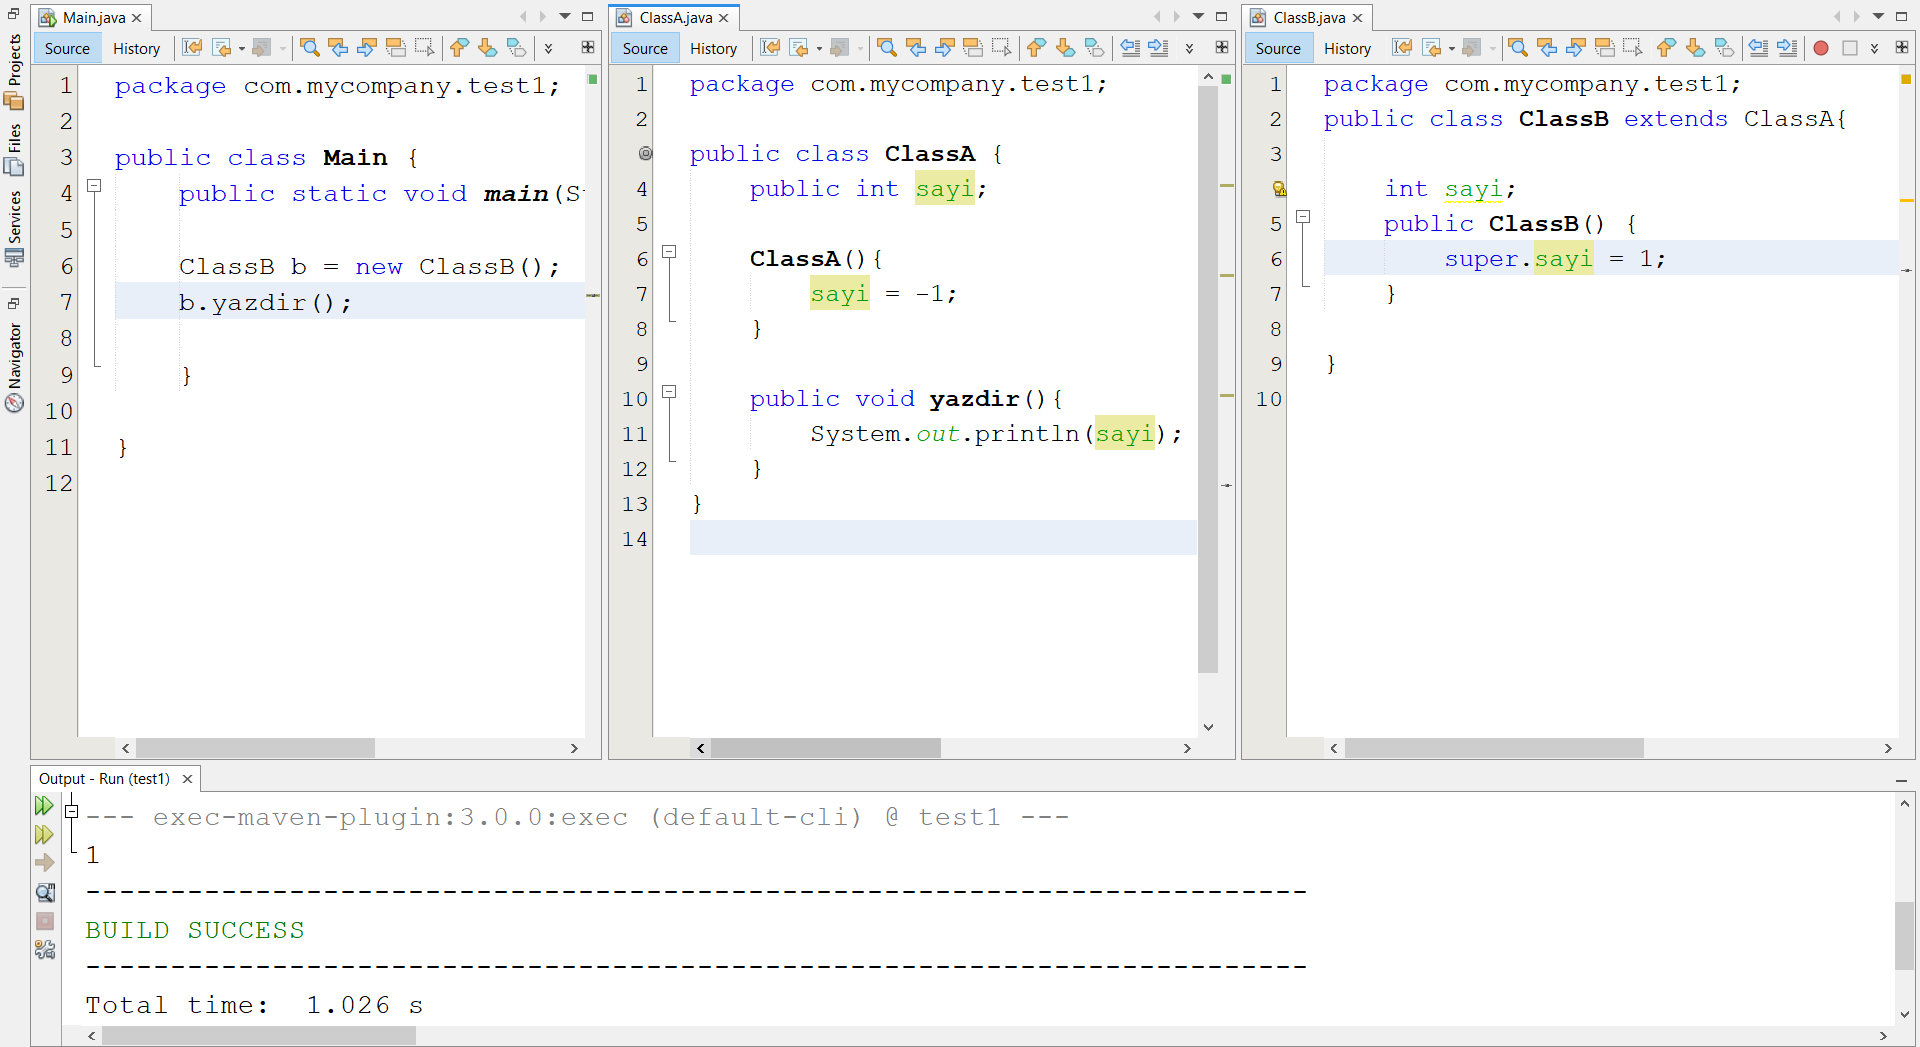 Projects
Files
Services
Navigator
Main.java
Source History
1 package com.mycompany.test1;
2
3 public class Main {
4 public static void main(S
5
6 ClassB b = new ClassB();
7 b.yazdir();
8
9 }
10
11 }
12
ClassA.java
Source History
1 package com.mycompany.test1;
2
public class ClassA {
4 public int sayi;
5
6 ClassA(){
7 sayi = -1;
8 }
9
10 public void yazdir(){
11 System.out.println(sayi);
12 }
13 }
14
ClassB.java
Source History
1 package com.mycompany.test1;
2 public class ClassB extends ClassA{
3
int sayi;
5 public ClassB() {
6 super.sayi = 1;
7 }
8
9 }
10
Output - Run (test1)
--- exec-maven-plugin:3.0.0:exec (default-cli) @ test1 ---
1
------------------------------------------------------------------------
BUILD SUCCESS
------------------------------------------------------------------------
Total time:  1.026 s